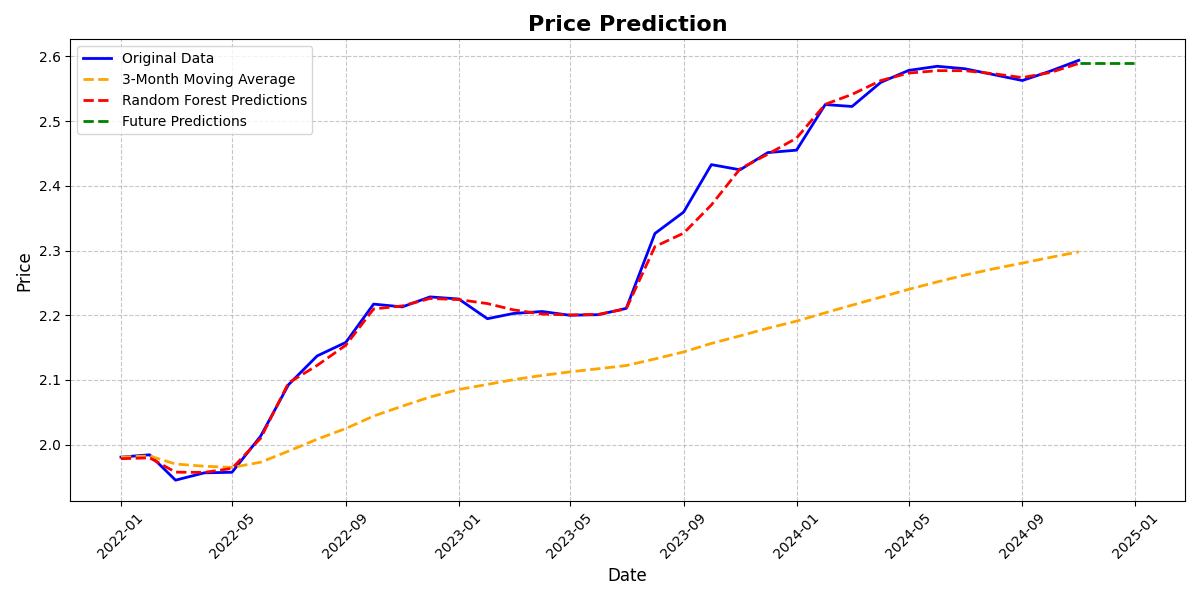 Price Prediction
Original Data
3-Month Moving Average
Random Forest Predictions
Future Predictions
Price
2.6
2.5
2.4
2.3
2.2
2.1
2.0
2022-01
2022-05
2022-09
2023-01
2023-05
2023-09
2024-01
2024-05
2024-09
2025-01
Date